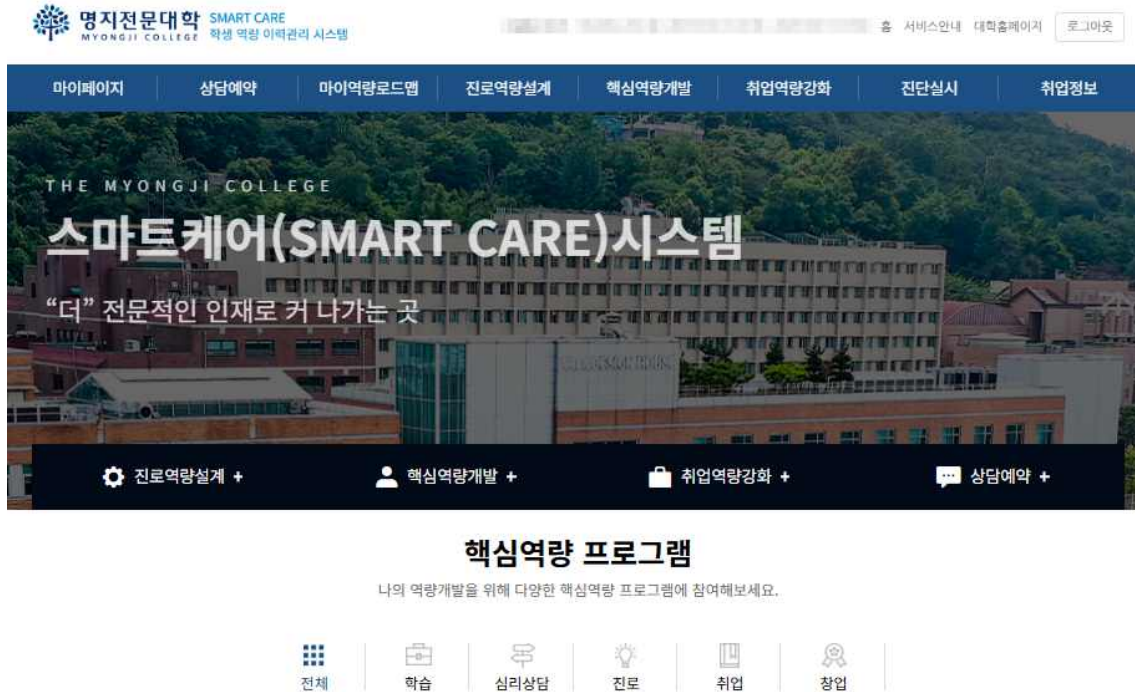 명지전문대학 SMART CARE
MYONGJI COLLEGE 학생 역량 이력관리 시스템
홈 서비스안내 대학홈페이지 로그아웃
마이페이지 상담예약 마이역량로드맵 진로역량설계 핵심역량개발 취업역량강화 진단실시 취업정보
THE MYONGJI COLLEGE
스마트케어(SMART CARE)시스템
“더” 전문적인 인재로 커 나가는 곳
진로역량설계 + 핵심역량개발 + 취업역량강화 + 상담예약 +
핵심역량 프로그램
나의 역량개발을 위해 다양한 핵심역량 프로그램에 참여해보세요.
전체 학습 심리상담 진로 취업 창업